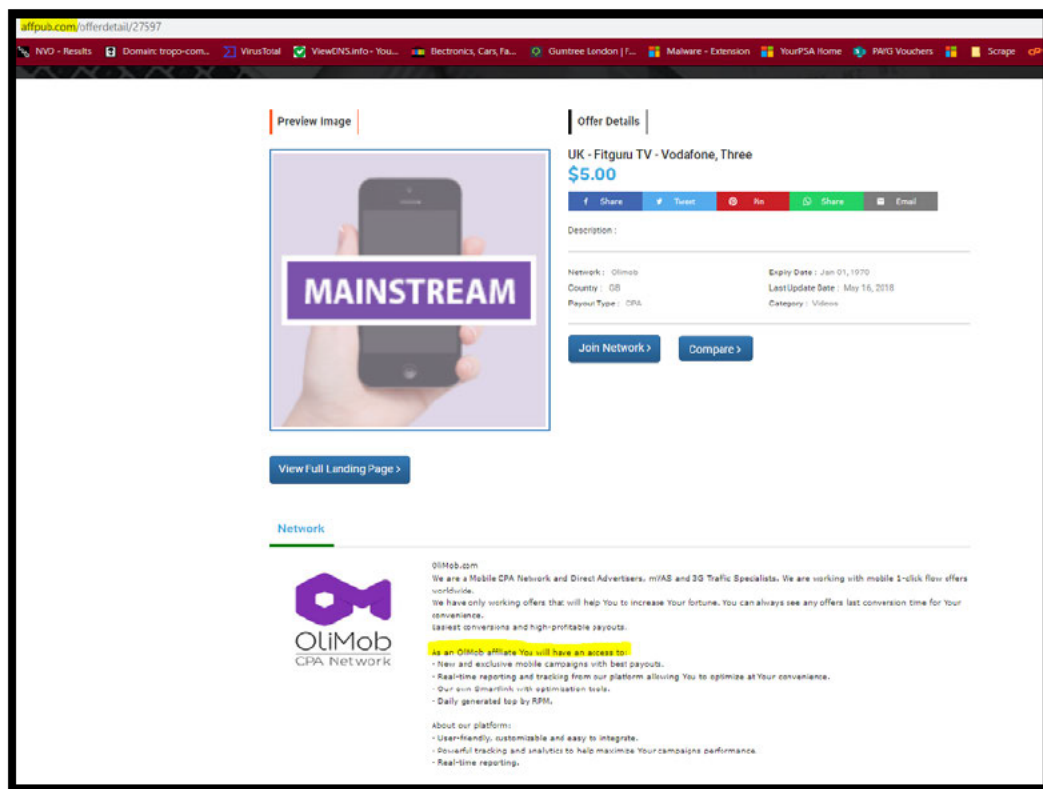 affpub.com/offerdetail/27597
NVD - Results Domain: tropo-com... VirusTotal ViewDNS.info - You... Electronics, Cars, Fa... Gumtree London | F... Malware - Extension YourPSA Home PAYG Vouchers Scrape
Preview Image
Offer Details
UK - Fitguru TV - Vodafone, Three
$5.00
Share Tweet Pin Share Email
Description :
Network : Olimob Expiry Date : Jan 01, 1970
Country : GB Last Update Date : May 16, 2018
Payout Type : CPA Category : Videos
MAINSTREAM
Join Network > Compare >
View Full Landing Page >
Network
OliMob
CPA Network
OliMob.com
We are a Mobile CPA Network and Direct Advertisers. mVAS and 3G Traffic Specialists. We are working with mobile 1-click flow offers
worldwide.
We have only working offers that will help You to increase Your fortune. You can always see any offers last conversion time for Your
convenience.
Easiest conversions and high-profitable payouts.
As an OliMob affiliate You will have an access to:
- New and exclusive mobile campaigns with best payouts.
- Real-time reporting and tracking from our platform allowing You to optimize at Your convenience.
- Our own Smartlink with optimisation tools.
- Daily generated top by RPM.
About our platform:
- User-friendly, customizable and easy to integrate.
- Powerful tracking and analytics to help maximize Your campaigns performance
- Real-time reporting.